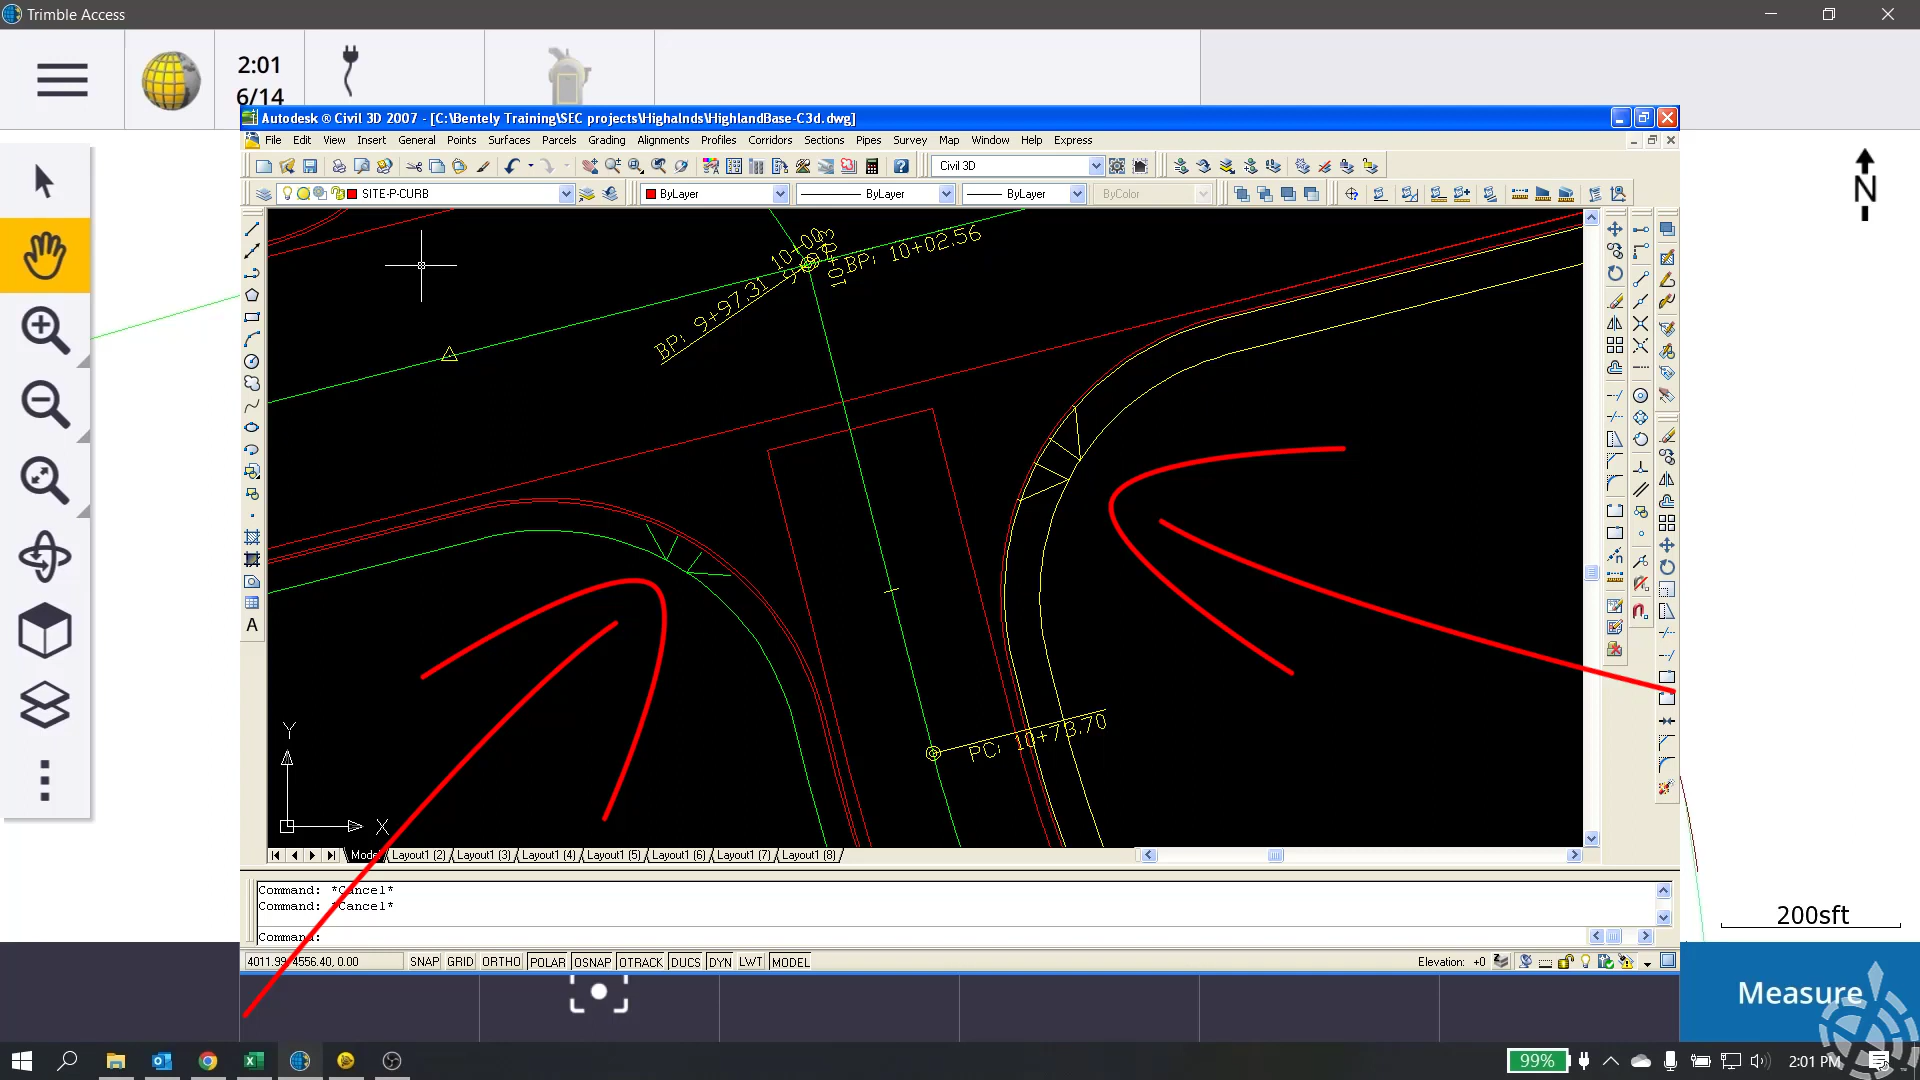 Trimble Access
2:01
6/14
Autodesk ® Civil 3D 2007 - [C:\Bentely Training\SEC projects\Highalnds\HighlandBase-C3d.dwg]
File Edit View Insert General Points Surfaces Parcels Grading Alignments Profiles Corridors Sections Pipes Survey Map Window Help Express
Civil 3D
SITE-P-CURB ByLayer ByLayer ByLayer ByColor
N
BP: 10+02.56
BP: 9+97.31
10+00
A
PC: 10+73.70
Y
X
Model Layout1 (2) Layout1 (3) Layout1 (4) Layout1 (5) Layout1 (6) Layout1 (7) Layout1 (8)
Command: *Cancel*
Command: *Cancel*
Command:
200sft
4011.99, 4556.40, 0.00 SNAP GRID ORTHO POLAR OSNAP OTRACK DUCS DYN LWT MODEL Elevation: +0
Measure
99% 2:01 PM